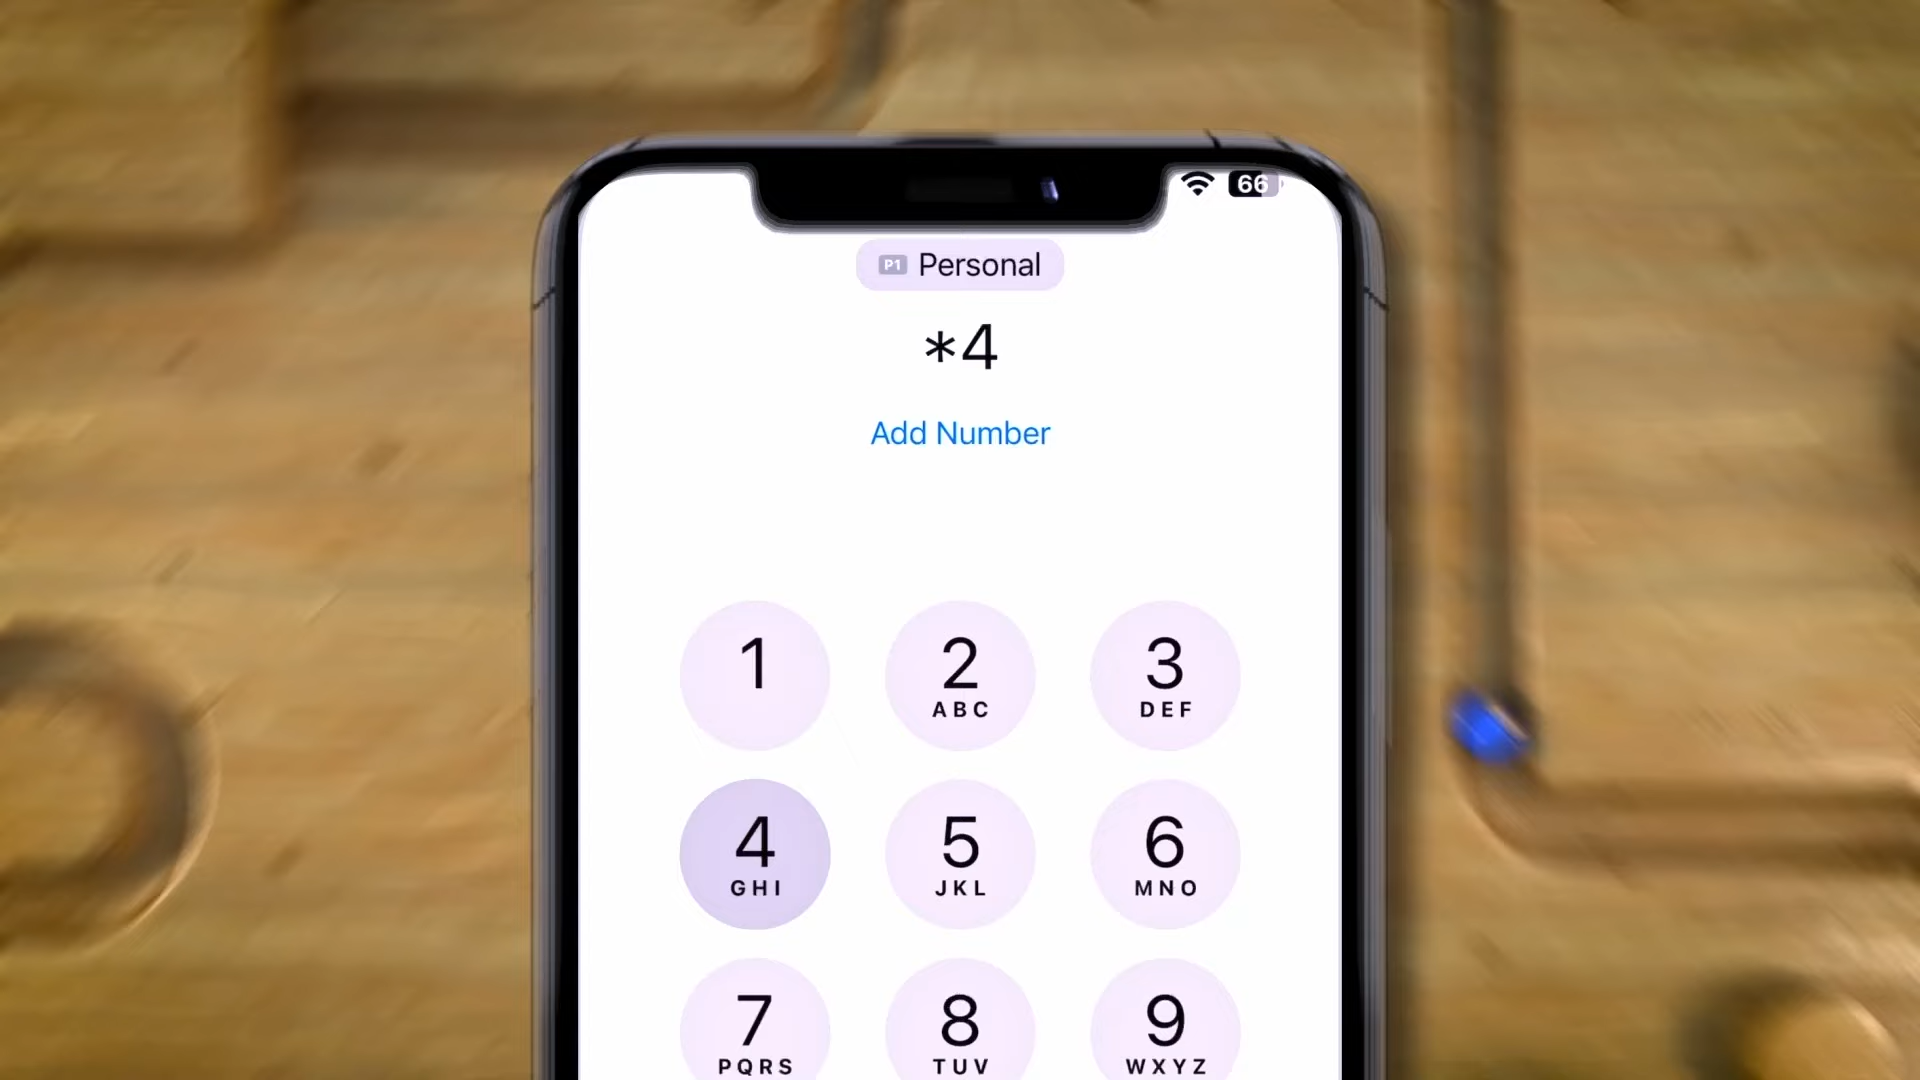 66
P1 Personal
*4
Add Number
1 2 3
ABC DEF
4 5 6
GHI JKL MNO
7 8 9
PQRS TUV WXYZ